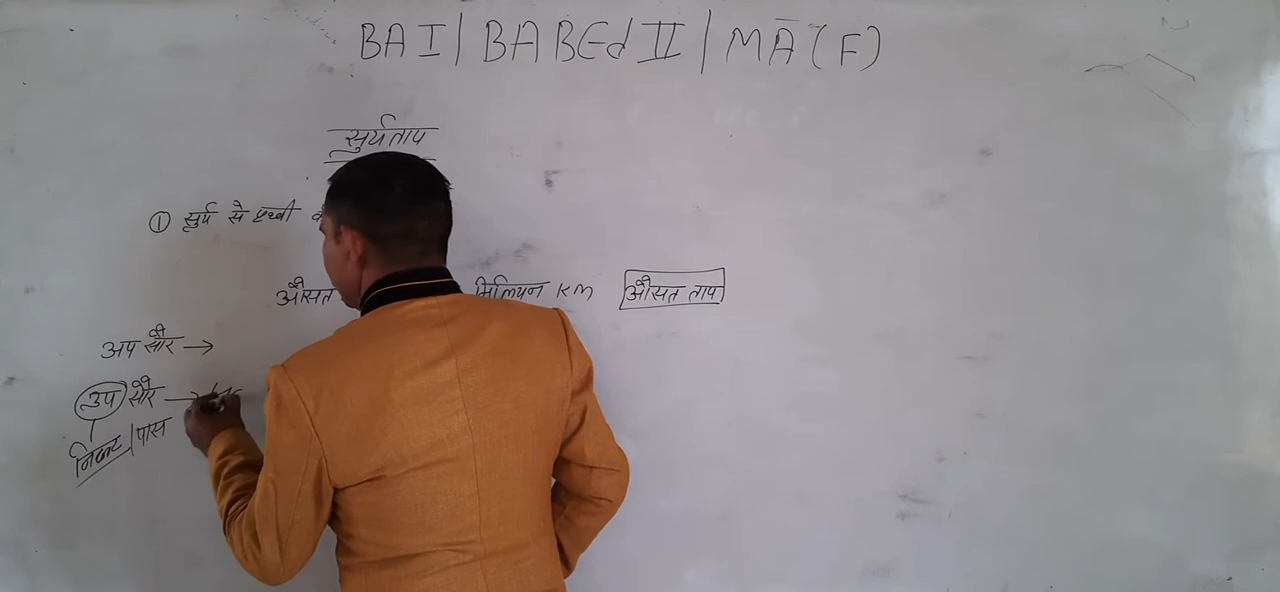 BA I | BA BEd II | MA (F)
सुर्यताप
① सुर्य से पृथ्वी
औसत मिलियन KM औसत ताप
अप सौर →
उप सौर →
निकट | पास